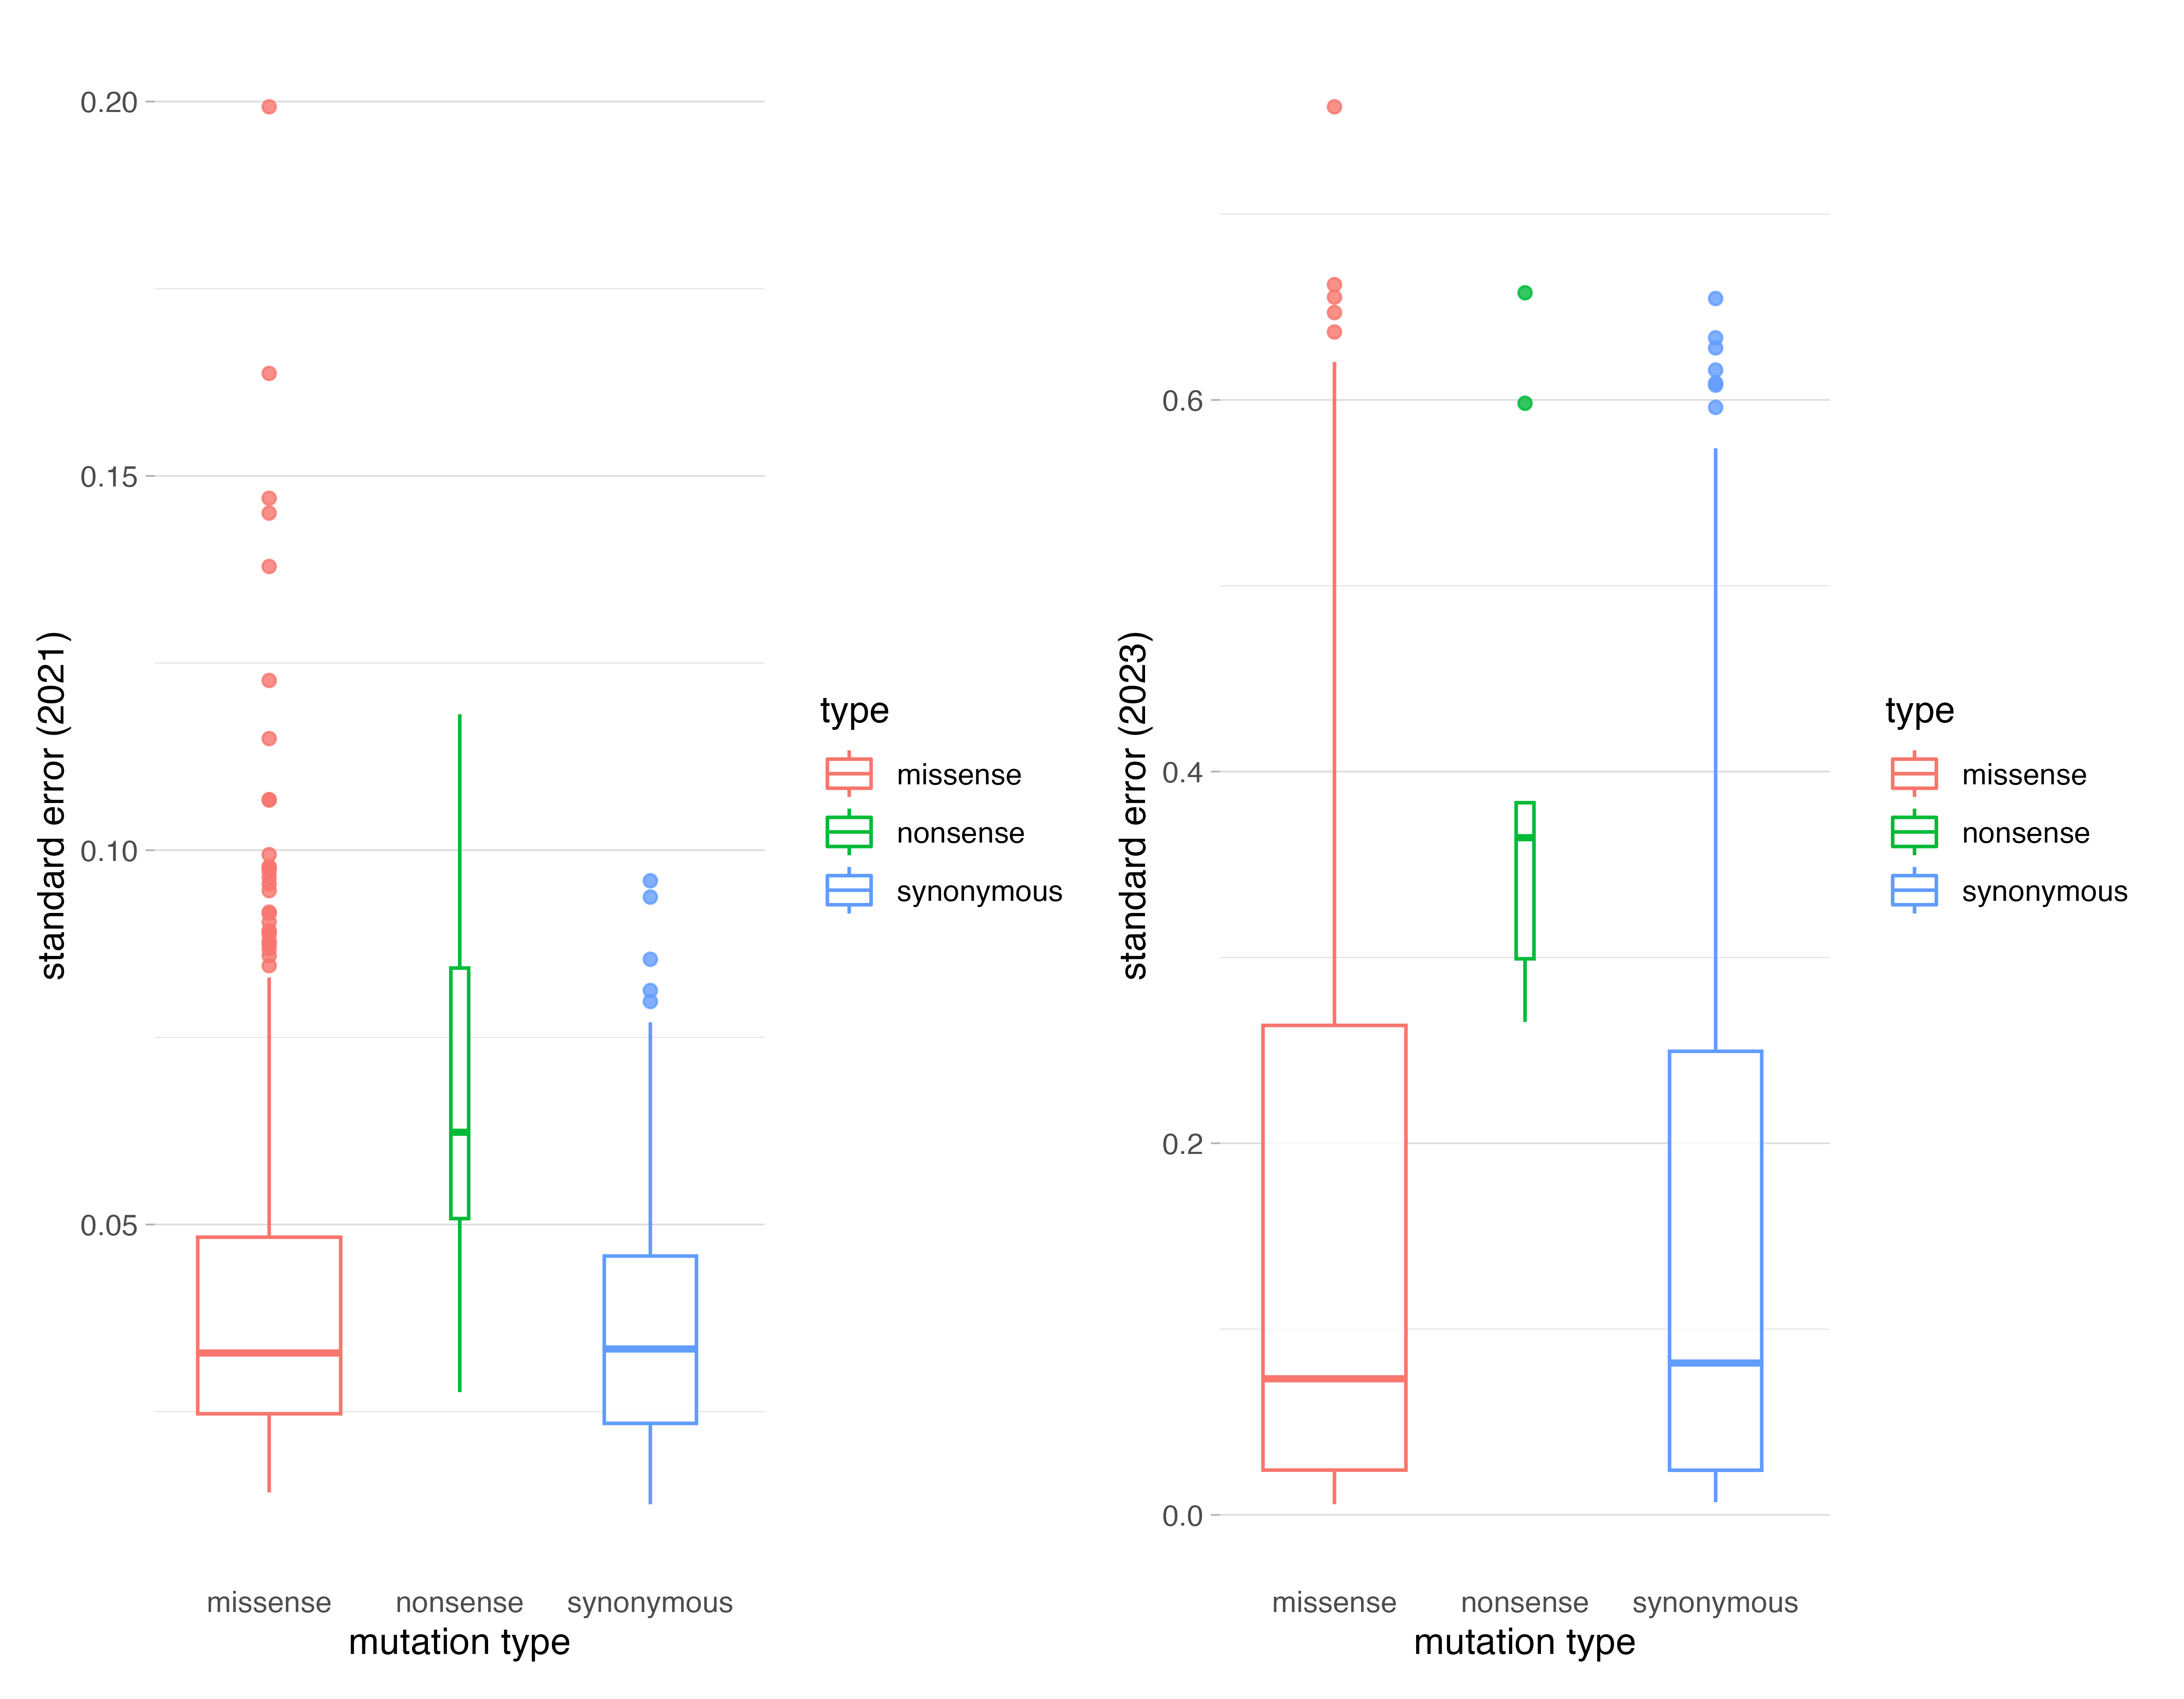 0.20
0.15
0.10
0.05
standard error (2021)
missense
nonsense
synonymous
mutation type
type
missense
nonsense
synonymous
0.6
0.4
0.2
0.0
standard error (2023)
missense
nonsense
synonymous
mutation type
type
missense
nonsense
synonymous